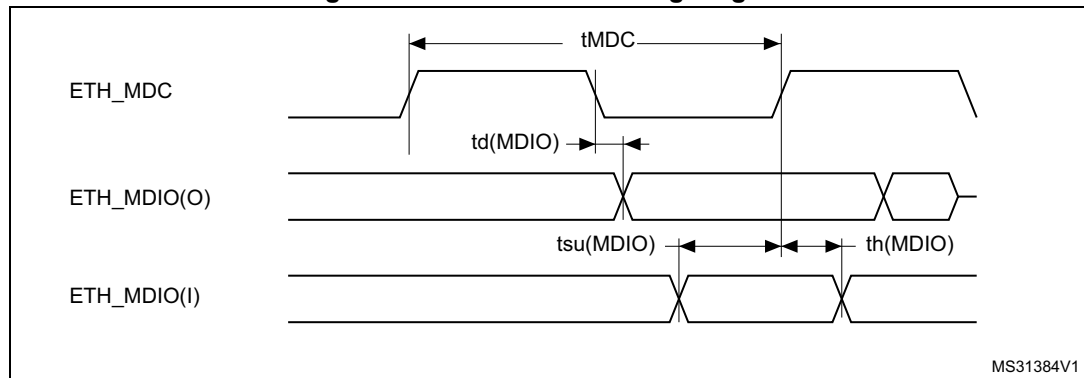 tMDC
ETH_MDC
td(MDIO)
ETH_MDIO(O)
tsu(MDIO) th(MDIO)
ETH_MDIO(I)
MS31384V1